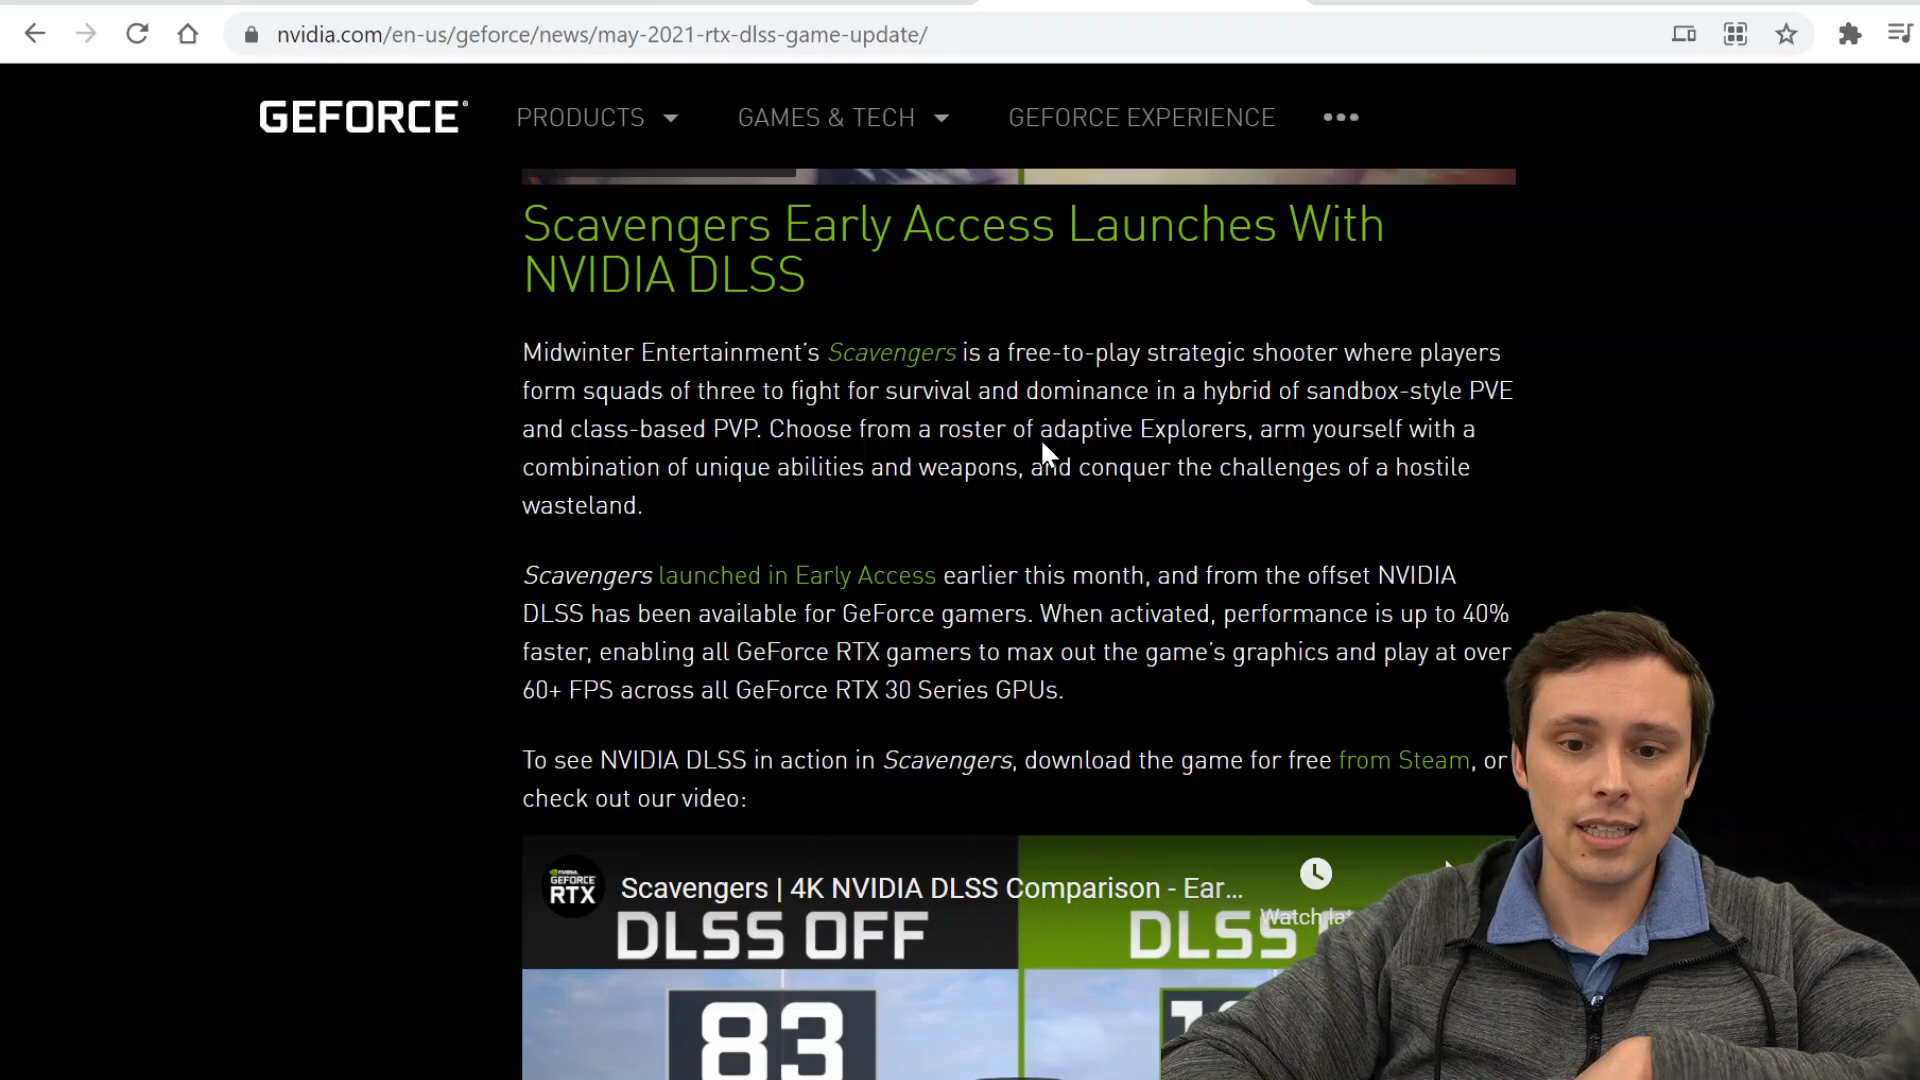 nvidia.com/en-us/geforce/news/may-2021-rtx-dlss-game-update/
GEFORCE PRODUCTS GAMES & TECH GEFORCE EXPERIENCE
Scavengers Early Access Launches With
NVIDIA DLSS
Midwinter Entertainment’s Scavengers is a free-to-play strategic shooter where players
form squads of three to fight for survival and dominance in a hybrid of sandbox-style PVE
and class-based PVP. Choose from a roster of adaptive Explorers, arm yourself with a
combination of unique abilities and weapons, and conquer the challenges of a hostile
wasteland.
Scavengers launched in Early Access earlier this month, and from the offset NVIDIA
DLSS has been available for GeForce gamers. When activated, performance is up to 40%
faster, enabling all GeForce RTX gamers to max out the game’s graphics and play at over
60+ FPS across all GeForce RTX 30 Series GPUs.
To see NVIDIA DLSS in action in Scavengers, download the game for free from Steam, or
check out our video:
NVIDIA
GEFORCE
RTX
Scavengers | 4K NVIDIA DLSS Comparison - Ear...
Watch
DLSS OFF DLSS
83